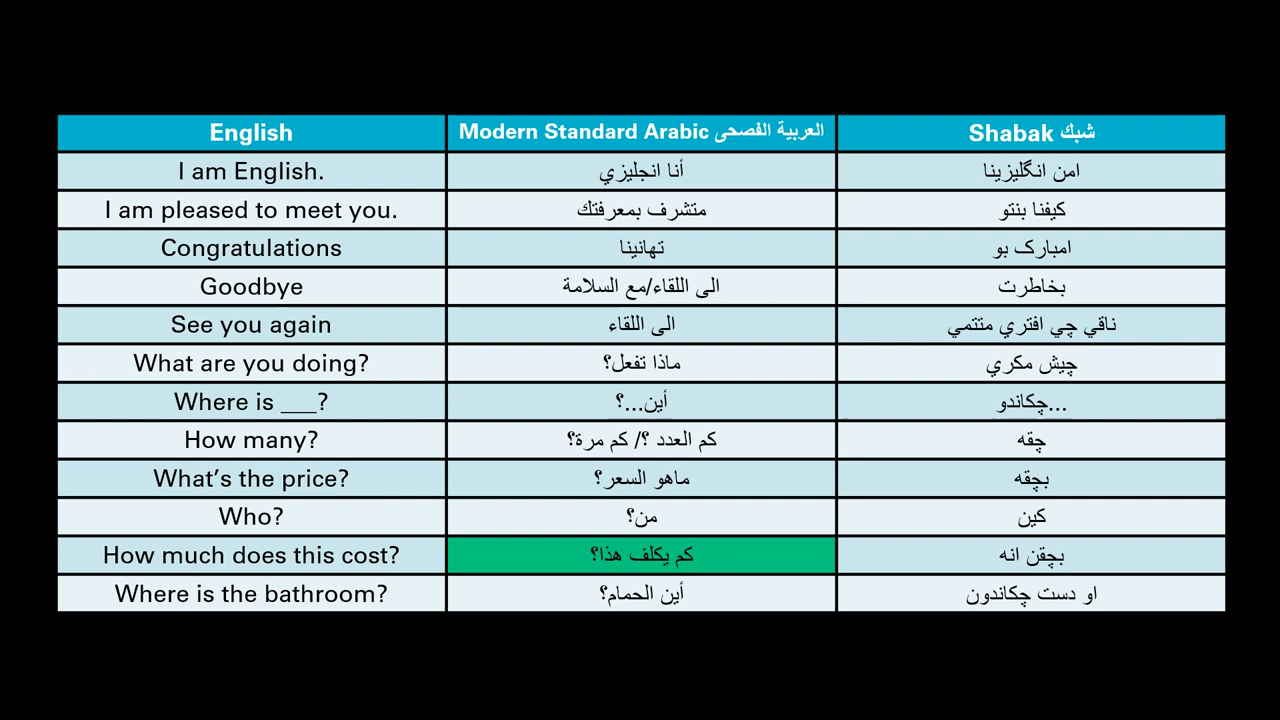 English Modern Standard Arabic العربية الفصحى Shabak شبك
I am English. أنا انجليزي امن انگليزينا
I am pleased to meet you. متشرف بمعرفتك كيفنا بنتو
Congratulations تهانينا امبارک بو
Goodbye الى اللقاء/مع السلامة بخاطرت
See you again الى اللقاء ناقي چي افتري متتمي
What are you doing? ماذا تفعل؟ چيش مكري
Where is ___? أين...؟ ...چكاندو
How many? كم العدد ؟/ كم مرة؟ چقه
What’s the price? ماهو السعر؟ بچقه
Who? من؟ كين
How much does this cost? كم يكلف هذا؟ بچقن انه
Where is the bathroom? أين الحمام؟ او دست چكاندون